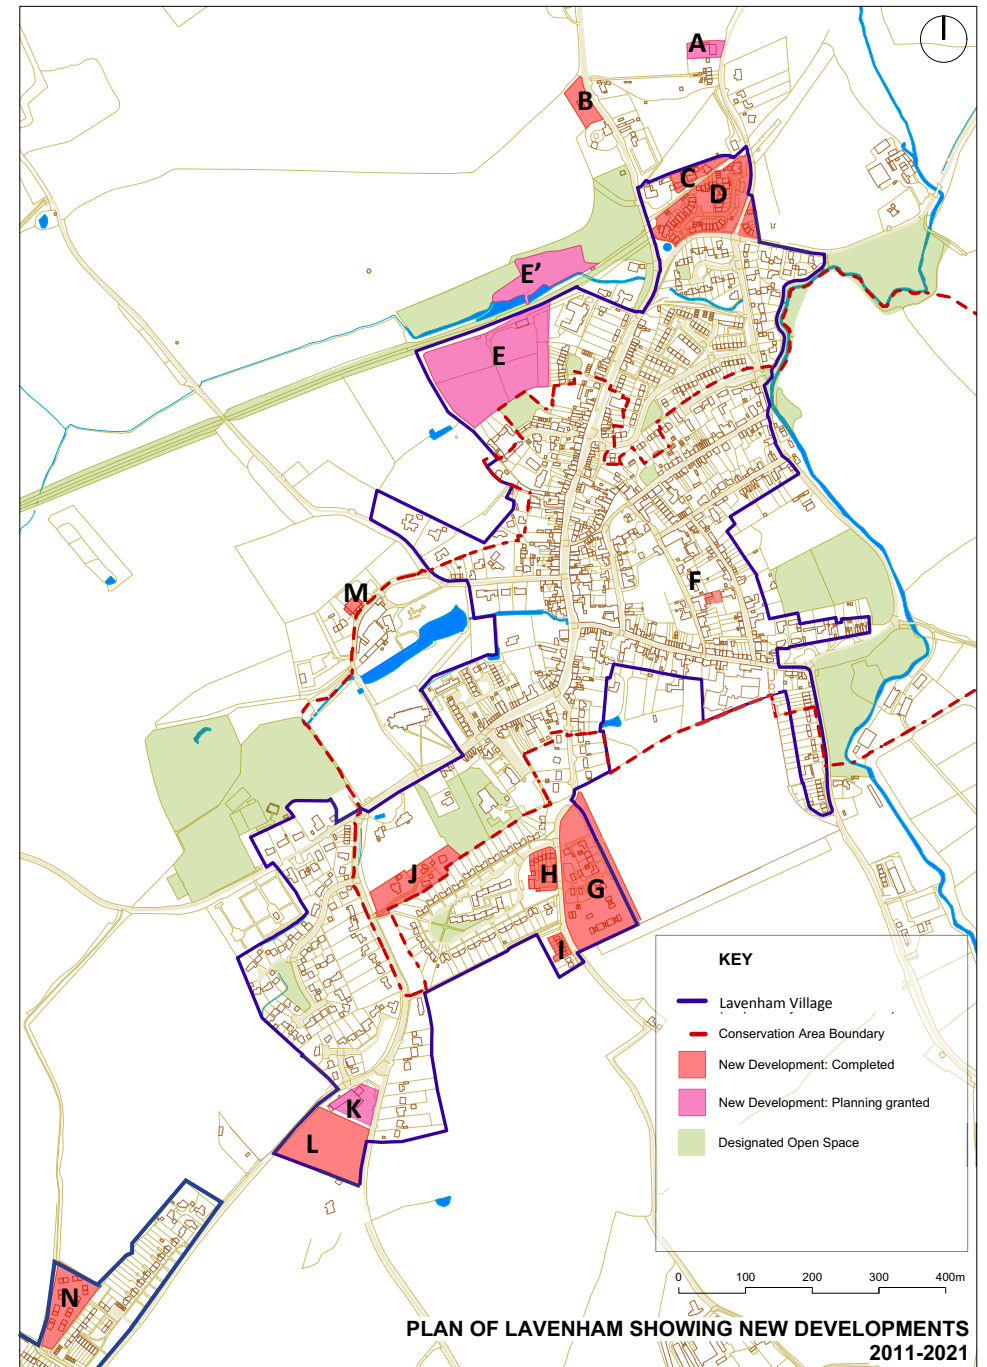 A
B
C
D
E'
E
F
M
J
H
G
I
K
L
N
KEY
Lavenham Village
Conservation Area Boundary
New Development: Completed
New Development: Planning granted
Designated Open Space
0 100 200 300 400m
PLAN OF LAVENHAM SHOWING NEW DEVELOPMENTS
2011-2021